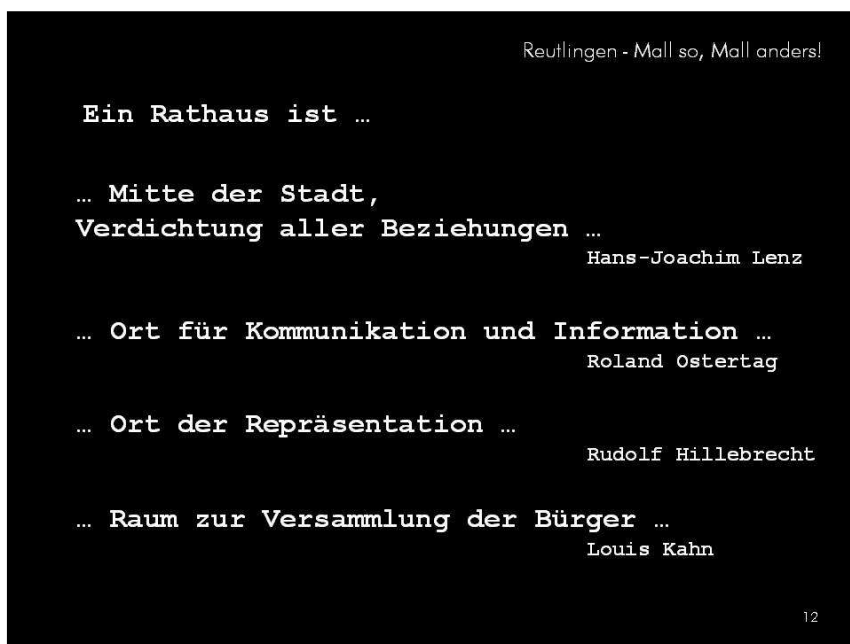 Reutlingen - Mall so, Mall anders!
Ein Rathaus ist …
… Mitte der Stadt,
Verdichtung aller Beziehungen …
Hans-Joachim Lenz
… Ort für Kommunikation und Information …
Roland Ostertag
… Ort der Repräsentation …
Rudolf Hillebrecht
… Raum zur Versammlung der Bürger …
Louis Kahn
12